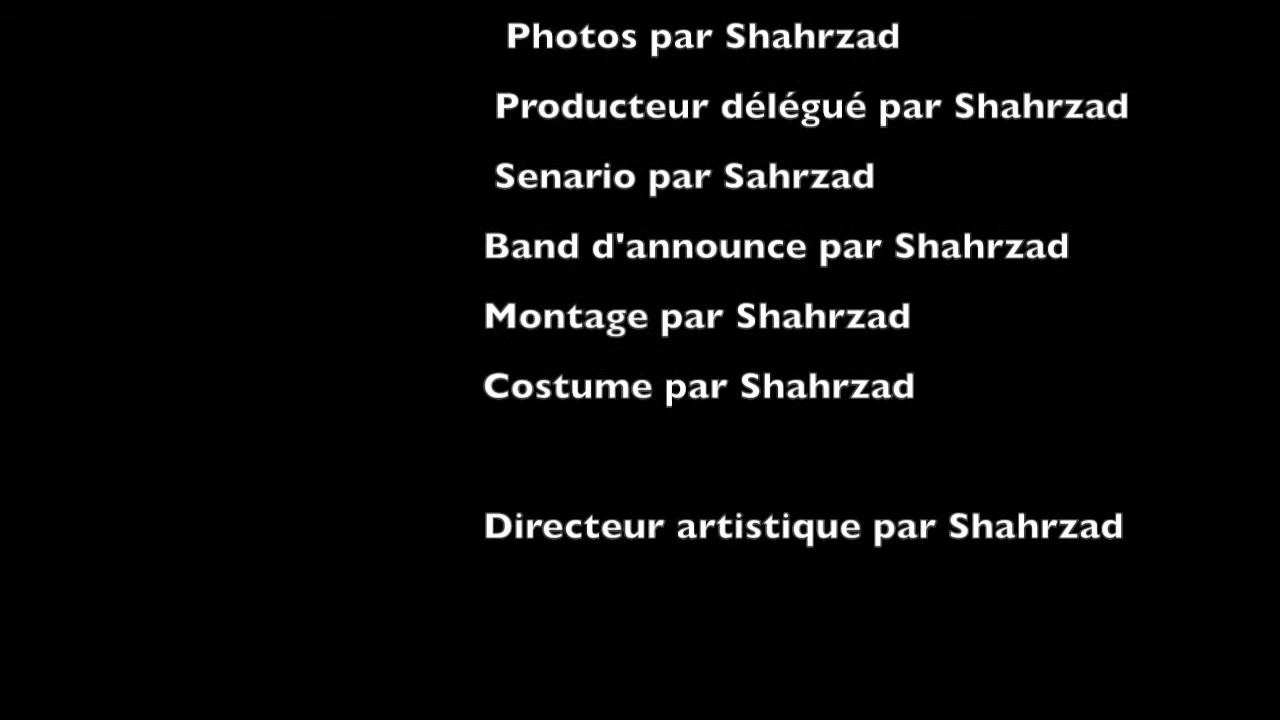 Photos par Shahrzad
Producteur délégué par Shahrzad
Senario par Sahrzad
Band d'announce par Shahrzad
Montage par Shahrzad
Costume par Shahrzad
Directeur artistique par Shahrzad